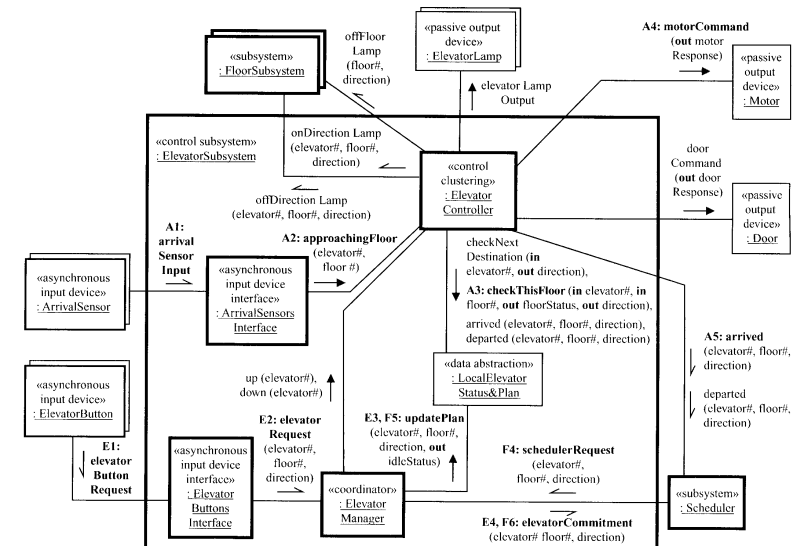 offFloor
Lamp
(floor#,
direction)
«subsystem»
: FloorSubsystem
«passive output
device»
: ElevatorLamp
elevator Lamp
Output
A4: motorCommand
(out motor
Response)
«passive
output
device»
: Motor
«control subsystem»
: ElevatorSubsystem
onDirection Lamp
(elevator#, floor#,
direction)
offDirection Lamp
(elevator#, floor#, direction)
«control
clustering»
: Elevator
Controller
door
Command
(out door
Response)
«passive
output
device»
: Door
A1:
arrival
Sensor
Input
A2: approachingFloor
(elevator#,
floor #)
checkNext
Destination (in
elevator#, out direction),
A3: checkThisFloor (in elevator#, in
floor#, out floorStatus, out direction),
arrived (elevator#, floor#, direction),
departed (elevator#, floor#, direction)
«asynchronous
input device»
: ArrivalSensor
«asynchronous
input device
interface»
: ArrivalSensors
Interface
A5: arrived
(elevator#, floor#,
direction)
departed
(elevator#, floor#,
direction)
«asynchronous
input device»
: ElevatorButton
up (elevator#),
down (elevator#)
«data abstraction»
: LocalElevator
Status&Plan
E1:
elevator
Button
Request
E2: elevator
Request
(elevator#,
floor#,
direction)
E3, F5: updatePlan
(elevator#, floor#,
direction, out
idleStatus)
F4: schedulerRequest
(elevator#,
floor#, direction)
«asynchronous
input device
interface»
: Elevator
Buttons
Interface
«coordinator»
: Elevator
Manager
«subsystem»
: Scheduler
E4, F6: elevatorCommitment
(elevator# floor#, direction)